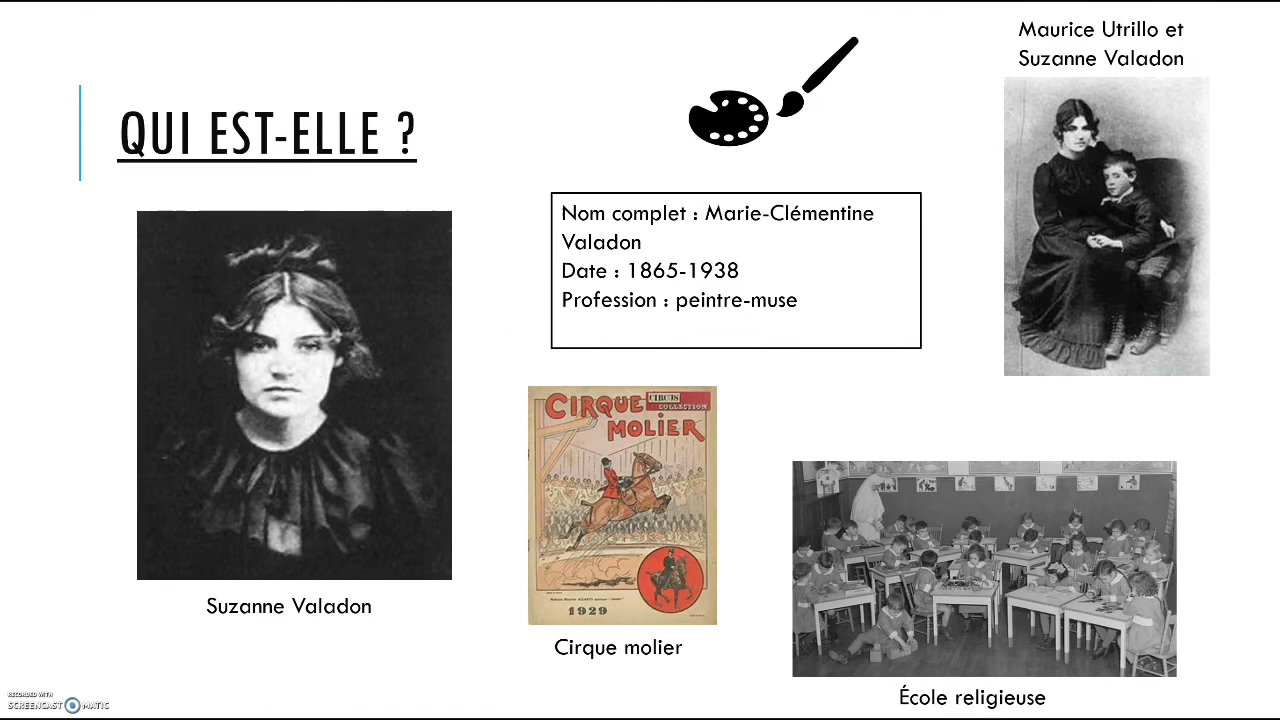 QUI EST-ELLE ?
Maurice Utrillo et
Suzanne Valadon
Nom complet : Marie-Clémentine
Valadon
Date : 1865-1938
Profession : peintre-muse
Suzanne Valadon
CIRQUE
CIRCUS
COLLECTION
MOLIER
1929
Cirque molier
École religieuse
RECORDED WITH
SCREENCAST MATIC